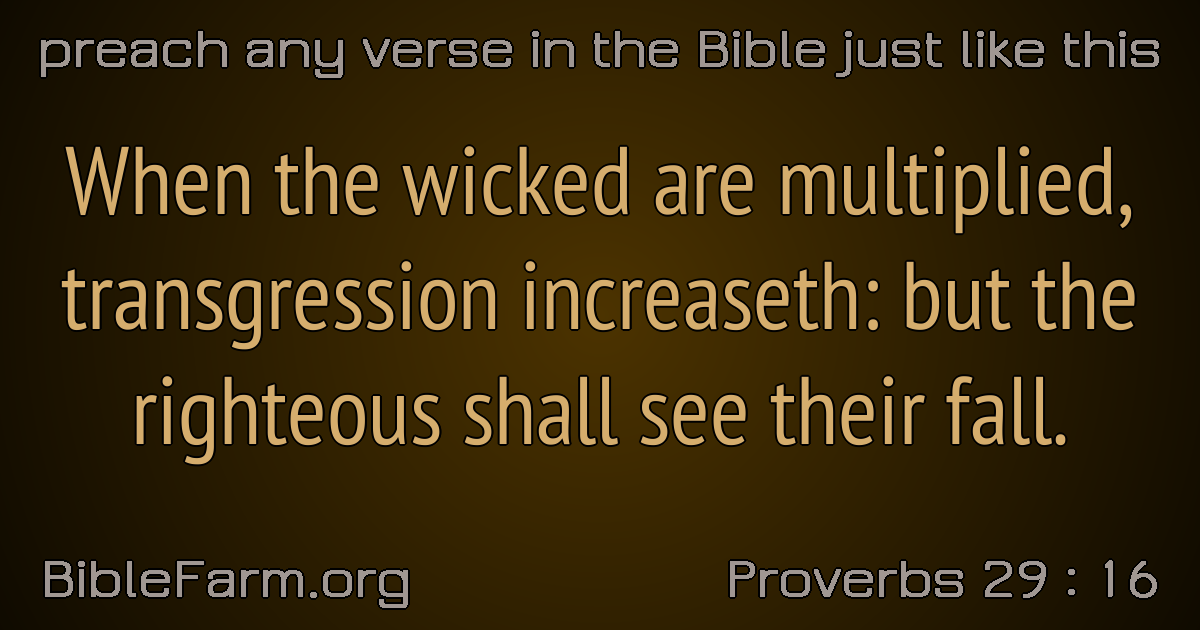 preach any verse in the Bible just like this
When the wicked are multiplied,
transgression increaseth: but the
righteous shall see their fall.
BibleFarm.org
Proverbs 29 : 16